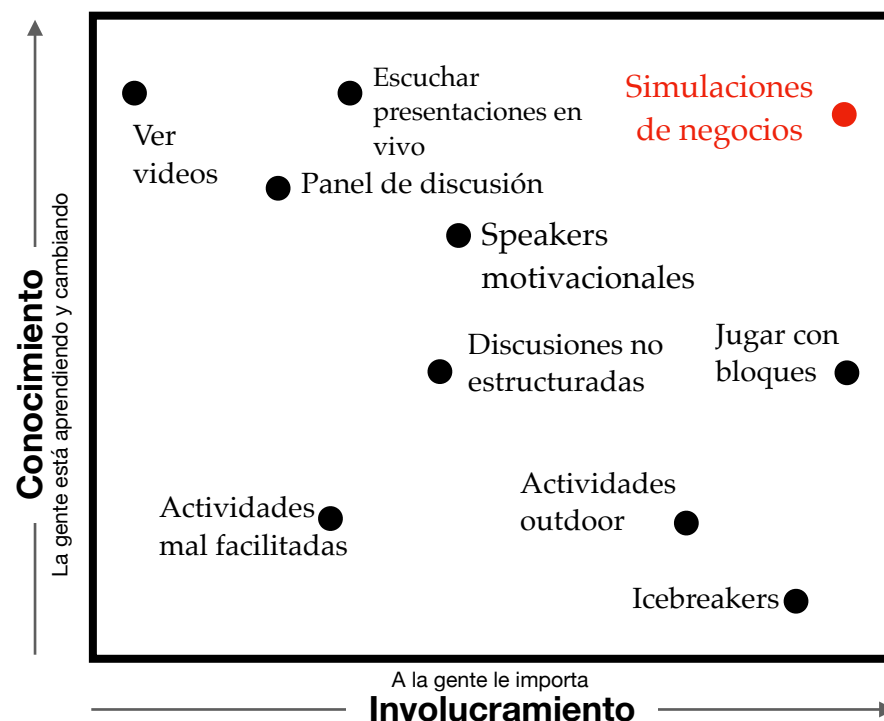 Escuchar
presentaciones en
vivo
Simulaciones
de negocios
Ver
videos
Panel de discusión
Speakers
motivacionales
Discusiones no
estructuradas
Jugar con
bloques
Actividades
mal facilitadas
Actividades
outdoor
Icebreakers
Conocimiento
La gente está aprendiendo y cambiando
A la gente le importa
Involucramiento